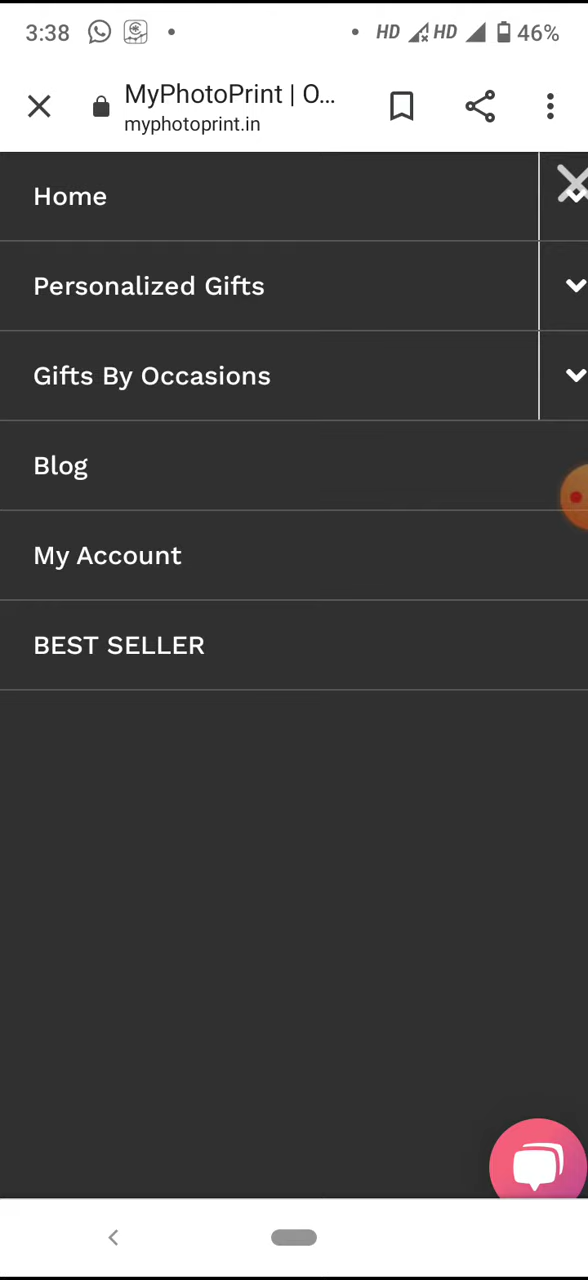 3:38
HD
HD
46%
MyPhotoPrint | O...
myphotoprint.in
Home
Personalized Gifts
Gifts By Occasions
Blog
My Account
BEST SELLER